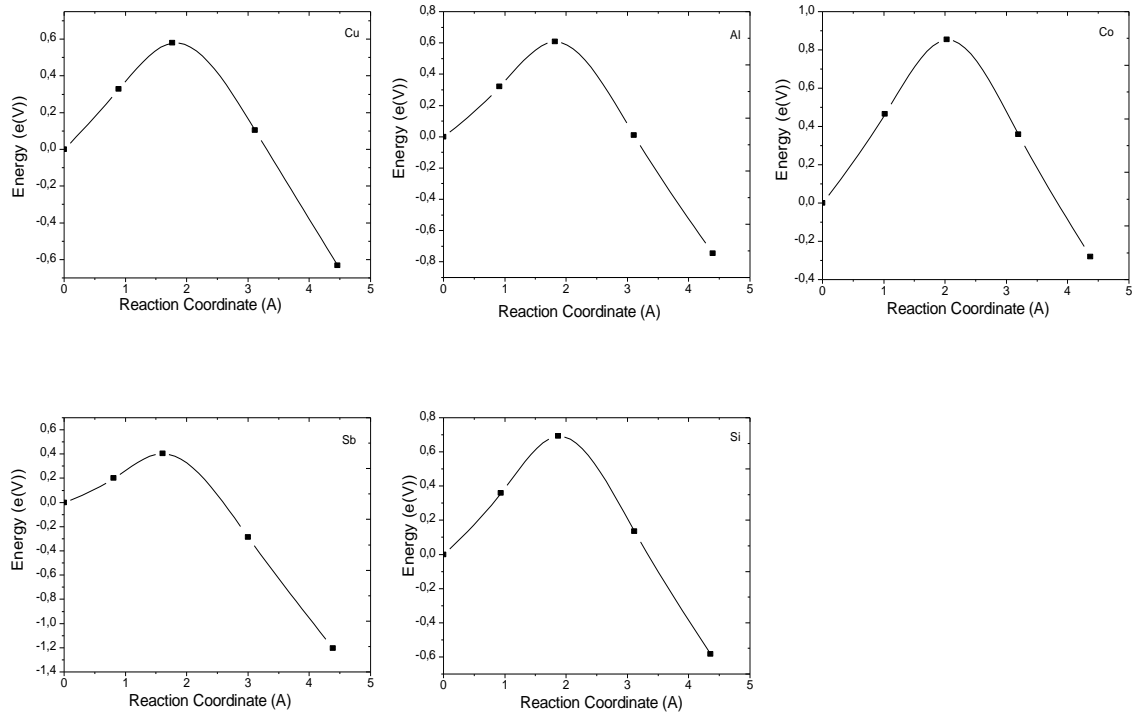 Cu
Energy (e(V))
0,6
0,4
0,2
0,0
-0,2
-0,4
-0,6
0 1 2 3 4 5
Reaction Coordinate (A)
Al
Energy (e(V))
0,8
0,6
0,4
0,2
0,0
-0,2
-0,4
-0,6
-0,8
0 1 2 3 4 5
Reaction Coordinate (A)
Co
Energy (e(V))
1,0
0,8
0,6
0,4
0,2
0,0
-0,2
-0,4
0 1 2 3 4 5
Reaction Coordinate (A)
Sb
Energy (e(V))
0,6
0,4
0,2
0,0
-0,2
-0,4
-0,6
-0,8
-1,0
-1,2
-1,4
0 1 2 3 4 5
Reaction Coordinate (A)
Si
Energy (e(V))
0,8
0,6
0,4
0,2
0,0
-0,2
-0,4
-0,6
0 1 2 3 4 5
Reaction Coordinate (A)